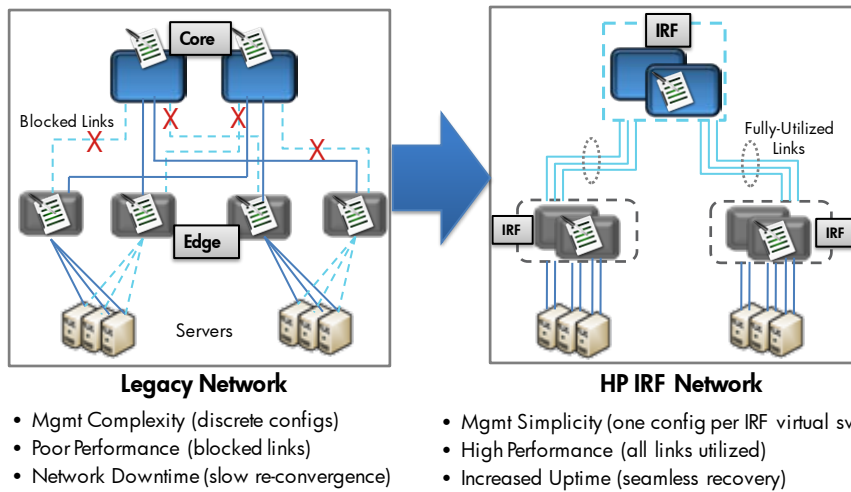 Core
IRF
Blocked Links
X
X
X
X
Fully-Utilized
Links
Edge
IRF
IRF
Servers
Legacy Network
HP IRF Network
• Mgmt Complexity (discrete configs)
• Poor Performance (blocked links)
• Network Downtime (slow re-convergence)
• Mgmt Simplicity (one config per IRF virtual
• High Performance (all links utilized)
• Increased Uptime (seamless recovery)